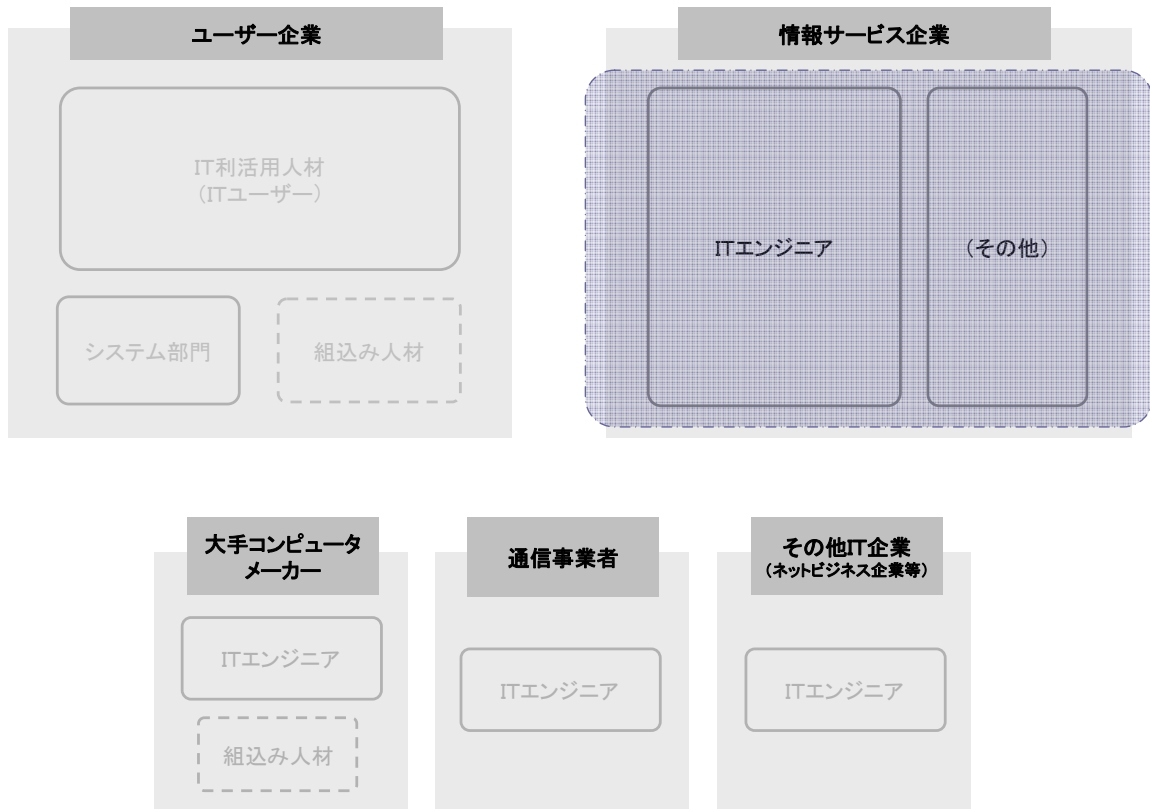 ユーザー企業
情報サービス企業
IT利活用人材
(ITユーザー)
システム部門
組込み人材
ITエンジニア
(その他)
大手コンピュータ
メーカー
通信事業者
その他IT企業
(ネットビジネス企業等)
ITエンジニア
組込み人材
ITエンジニア
ITエンジニア